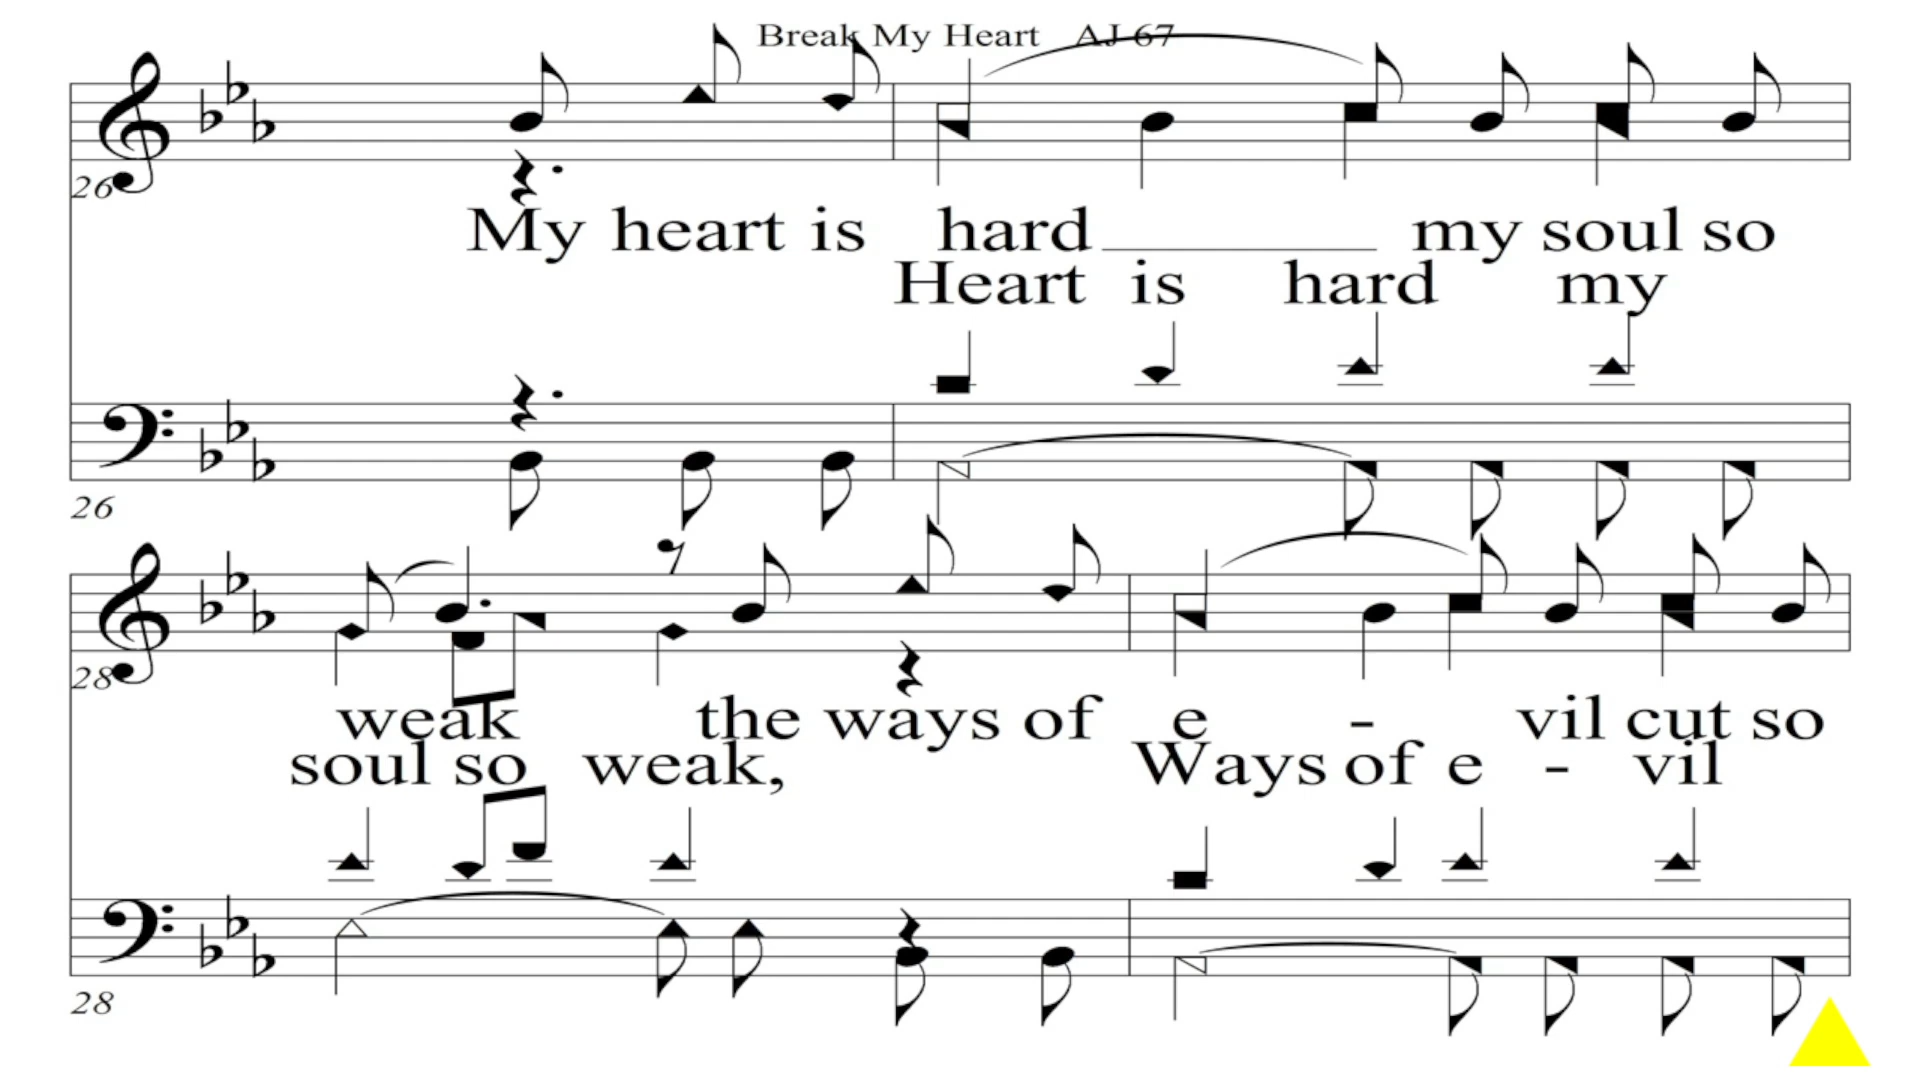 Break My Heart AJ 67
26
My heart is hard my soul so
Heart is hard my
26
28
weak the ways of e - vil cut so
soul so weak, Ways of e - vil
28